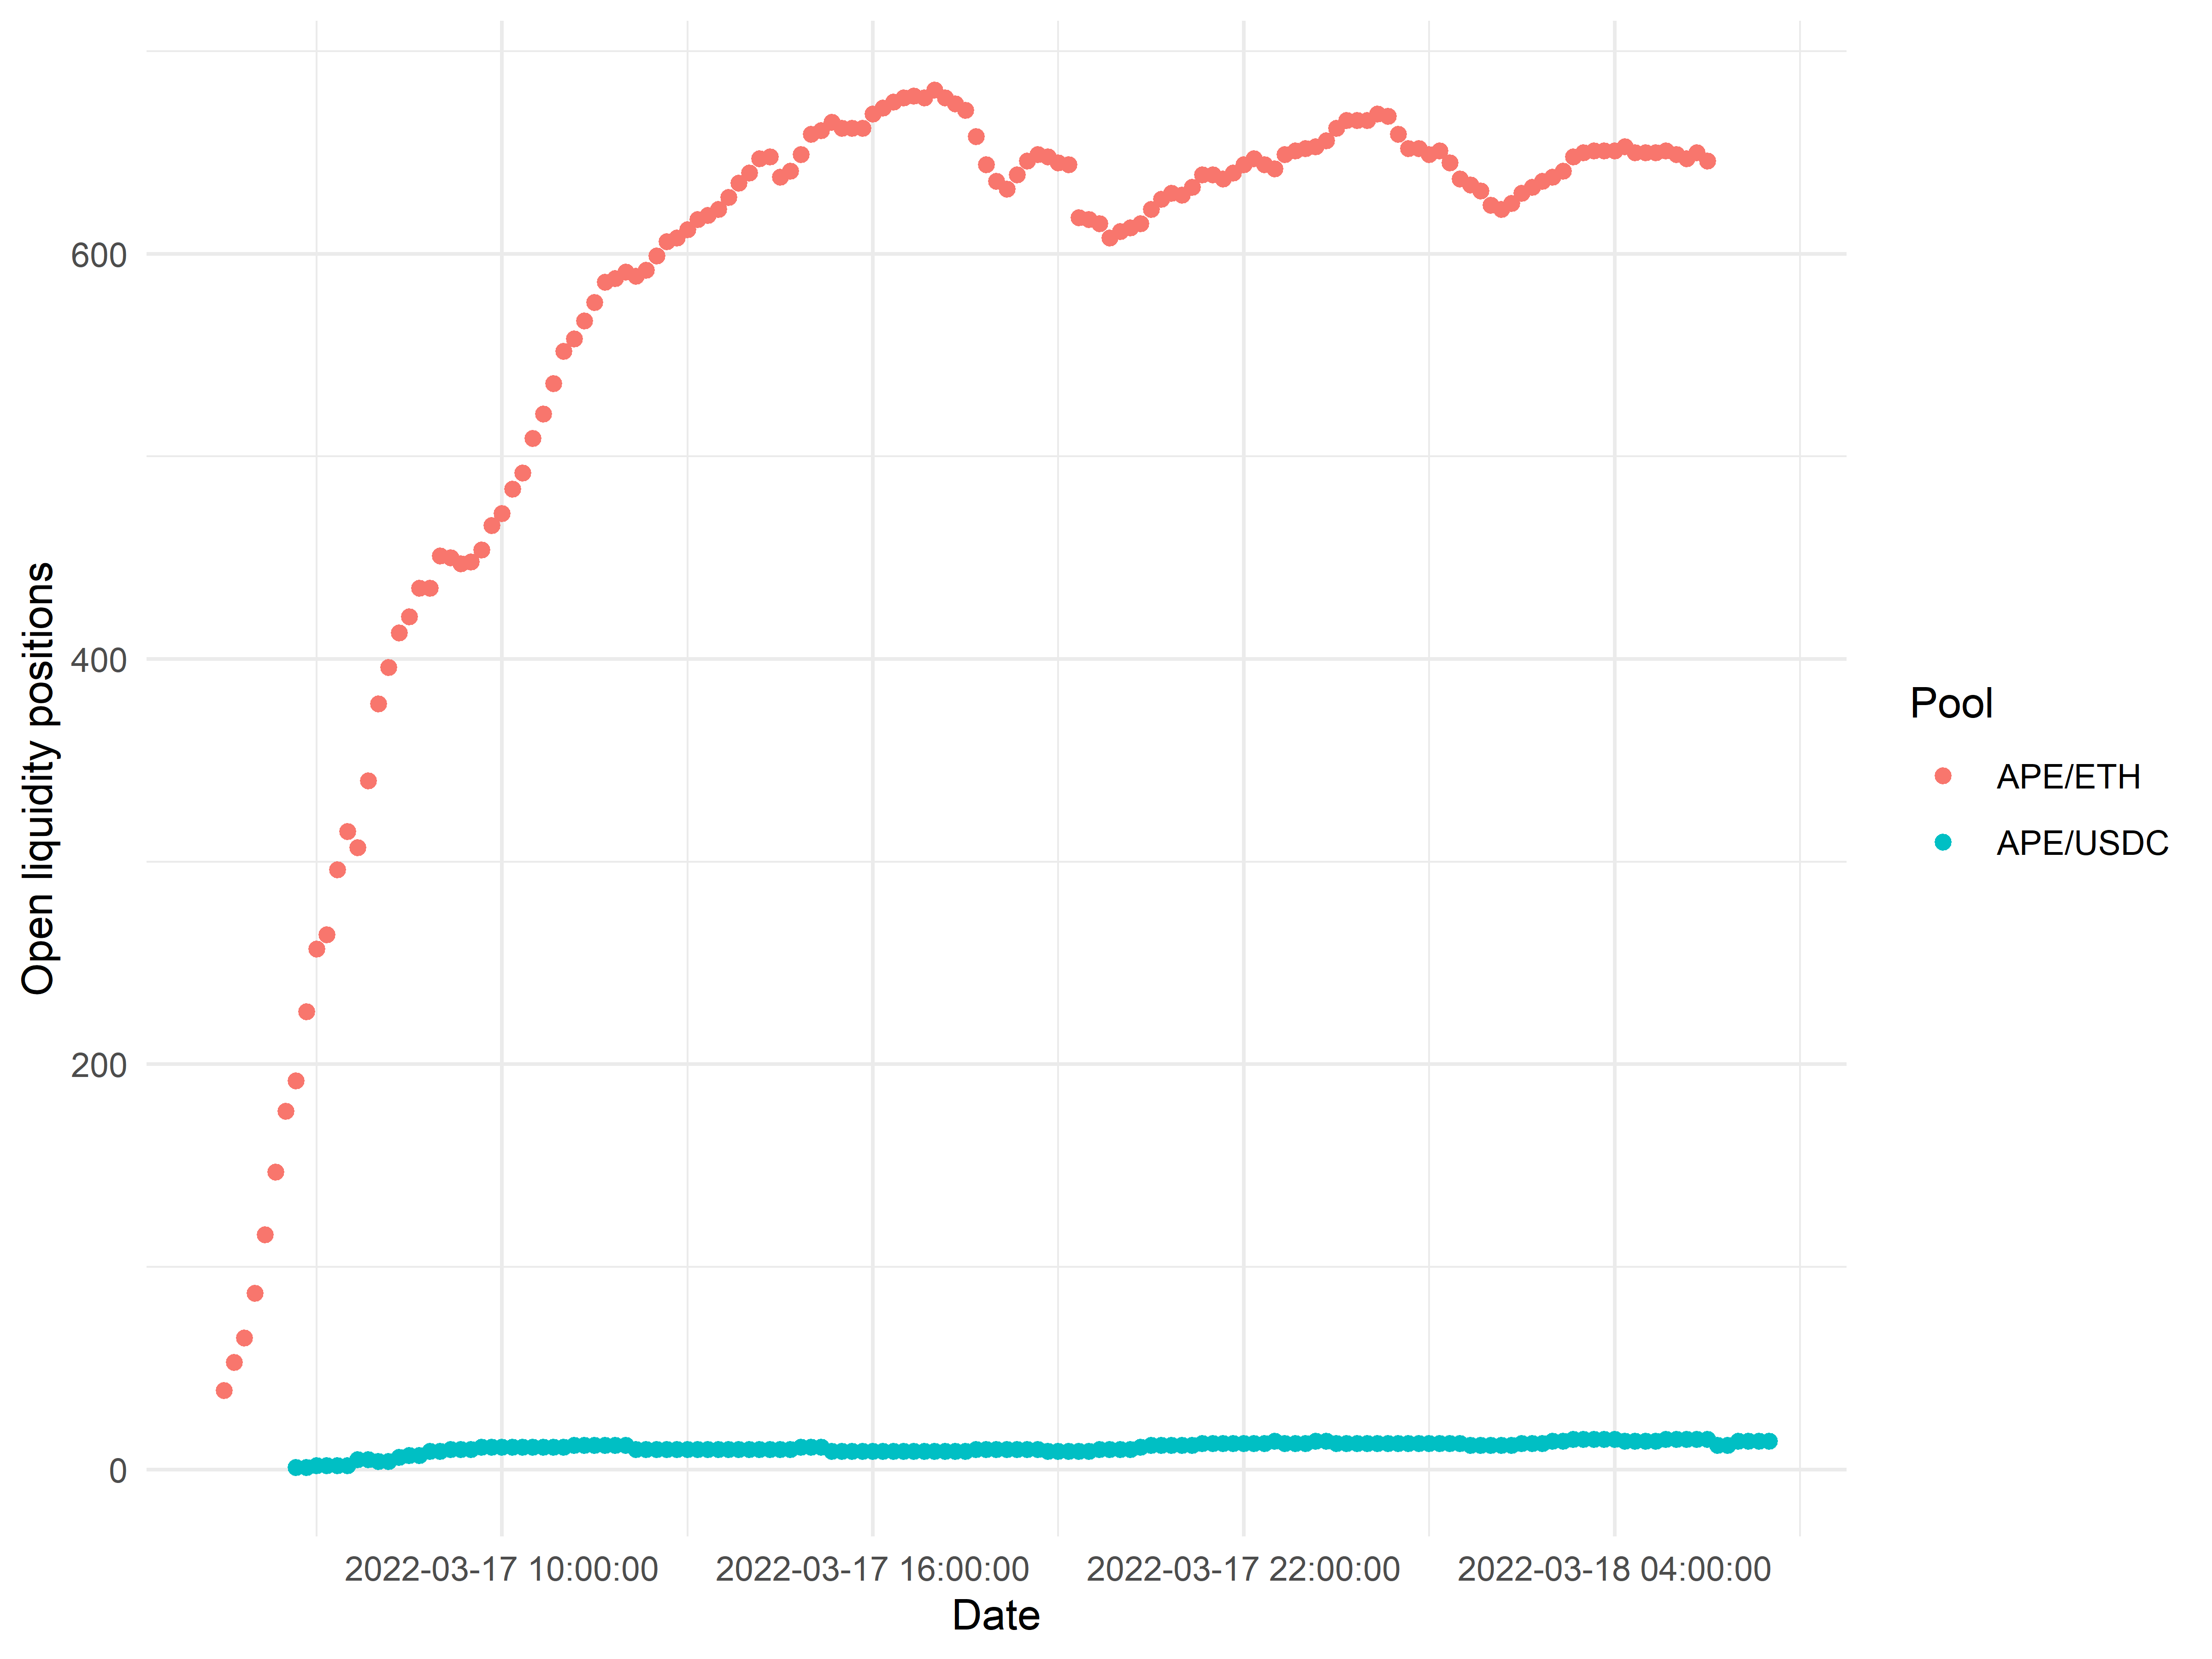 Open liquidity positions
600
400
200
0
2022-03-17 10:00:00
2022-03-17 16:00:00
2022-03-17 22:00:00
2022-03-18 04:00:00
Date
Pool
APE/ETH
APE/USDC